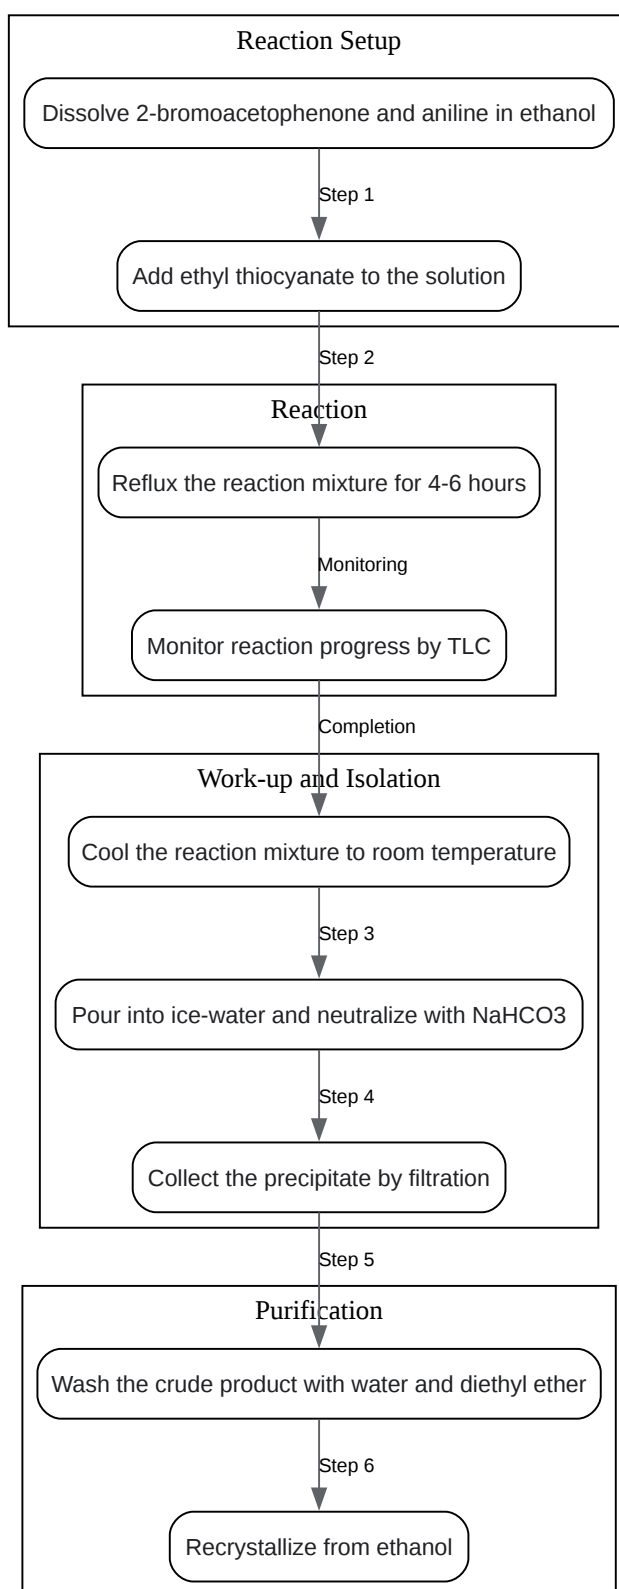 Reaction Setup
Dissolve 2-bromoacetophenone and aniline in ethanol
Step 1
Add ethyl thiocyanate to the solution
Step 2
Reaction
Reflux the reaction mixture for 4-6 hours
Monitoring
Monitor reaction progress by TLC
Completion
Work-up and Isolation
Cool the reaction mixture to room temperature
Step 3
Pour into ice-water and neutralize with NaHCO3
Step 4
Collect the precipitate by filtration
Step 5
Purification
Wash the crude product with water and diethyl ether
Step 6
Recrystallize from ethanol